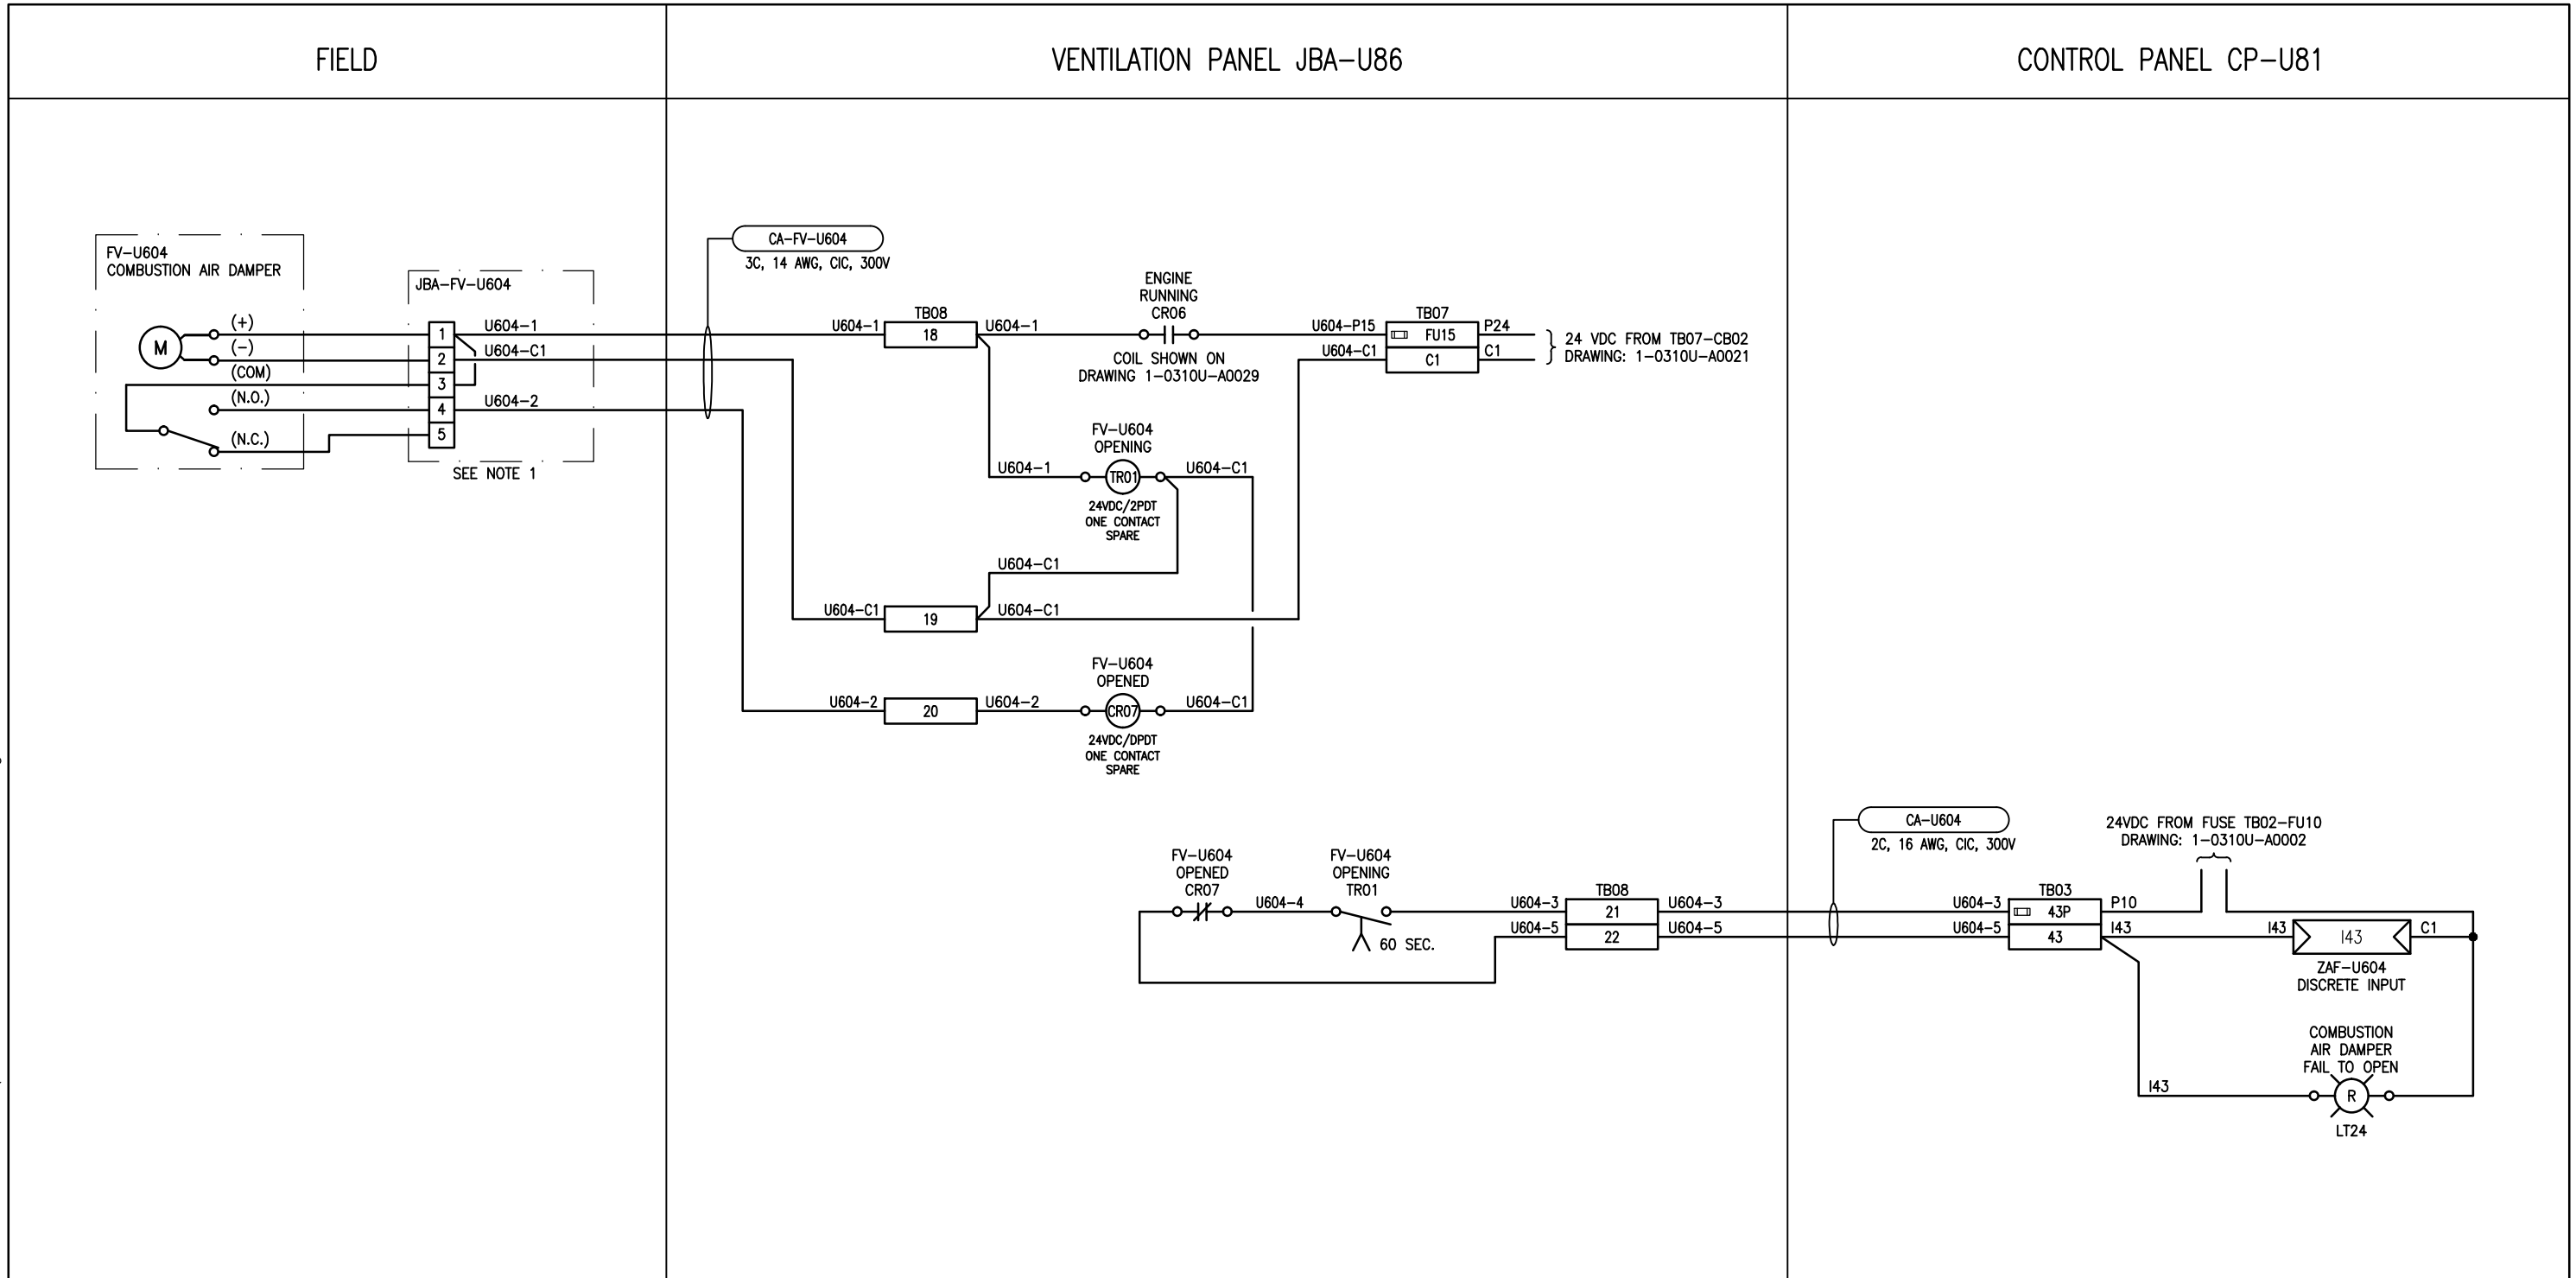 FIELD
VENTILATION PANEL JBA-U86
CONTROL PANEL CP-U81
FV-U604
COMBUSTION AIR DAMPER
M
(+)
(-)
(COM)
(N.O.)
(N.C.)
JBA-FV-U604
1
2
3
4
5
U604-1
U604-C1
U604-2
SEE NOTE 1
CA-FV-U604
3C, 14 AWG, CIC, 300V
U604-1
TB08
18
U604-1
ENGINE
RUNNING
CR06
COIL SHOWN ON
DRAWING 1-0310U-A0029
U604-P15
U604-C1
TB07
FU15
C1
P24
C1
24 VDC FROM TB07-CB02
DRAWING: 1-0310U-A0021
FV-U604
OPENING
U604-1
TR01
U604-C1
24VDC/2PDT
ONE CONTACT
SPARE
U604-C1
U604-C1
19
U604-C1
FV-U604
OPENED
U604-2
20
U604-2
CR07
U604-C1
24VDC/DPDT
ONE CONTACT
SPARE
FV-U604
OPENED
CR07
U604-4
FV-U604
OPENING
TR01
60 SEC.
U604-3
U604-5
TB08
21
22
U604-3
U604-5
CA-U604
2C, 16 AWG, CIC, 300V
U604-3
U604-5
TB03
43P
43
P10
I43
24VDC FROM FUSE TB02-FU10
DRAWING: 1-0310U-A0002
I43
I43
C1
ZAF-U604
DISCRETE INPUT
COMBUSTION
AIR DAMPER
FAIL TO OPEN
I43
R
LT24